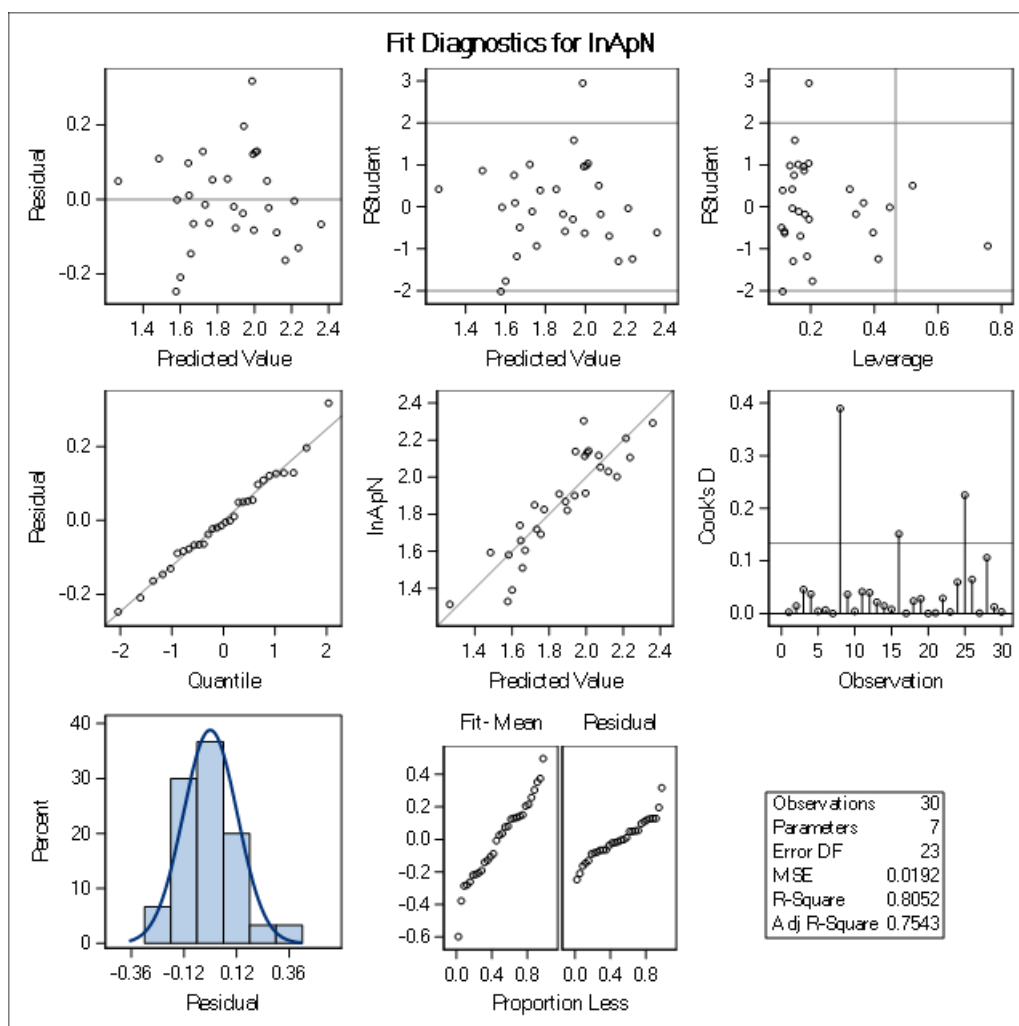 Fit Diagnostics for lnApN
Residual
0.2
0.0
-0.2
1.4 1.6 1.8 2.0 2.2 2.4
Predicted Value
RStudent
3
2
1
0
-1
-2
1.4 1.6 1.8 2.0 2.2 2.4
Predicted Value
RStudent
3
2
1
0
-1
-2
0.2 0.4 0.6 0.8
Leverage
Residual
0.2
0.0
-0.2
-2 -1 0 1 2
Quantile
lnApN
2.4
2.2
2.0
1.8
1.6
1.4
1.4 1.6 1.8 2.0 2.2 2.4
Predicted Value
Cook's D
0.4
0.3
0.2
0.1
0.0
0 5 10 15 20 25 30
Observation
Percent
40
30
20
10
0
-0.36 -0.12 0.12 0.36
Residual
Fit-Mean Residual
0.4
0.2
0.0
-0.2
-0.4
-0.6
0.0 0.4 0.8 0.0 0.4 0.8
Proportion Less
Observations 30
Parameters 7
Error DF 23
MSE 0.0192
R-Square 0.8052
Adj R-Square 0.7543